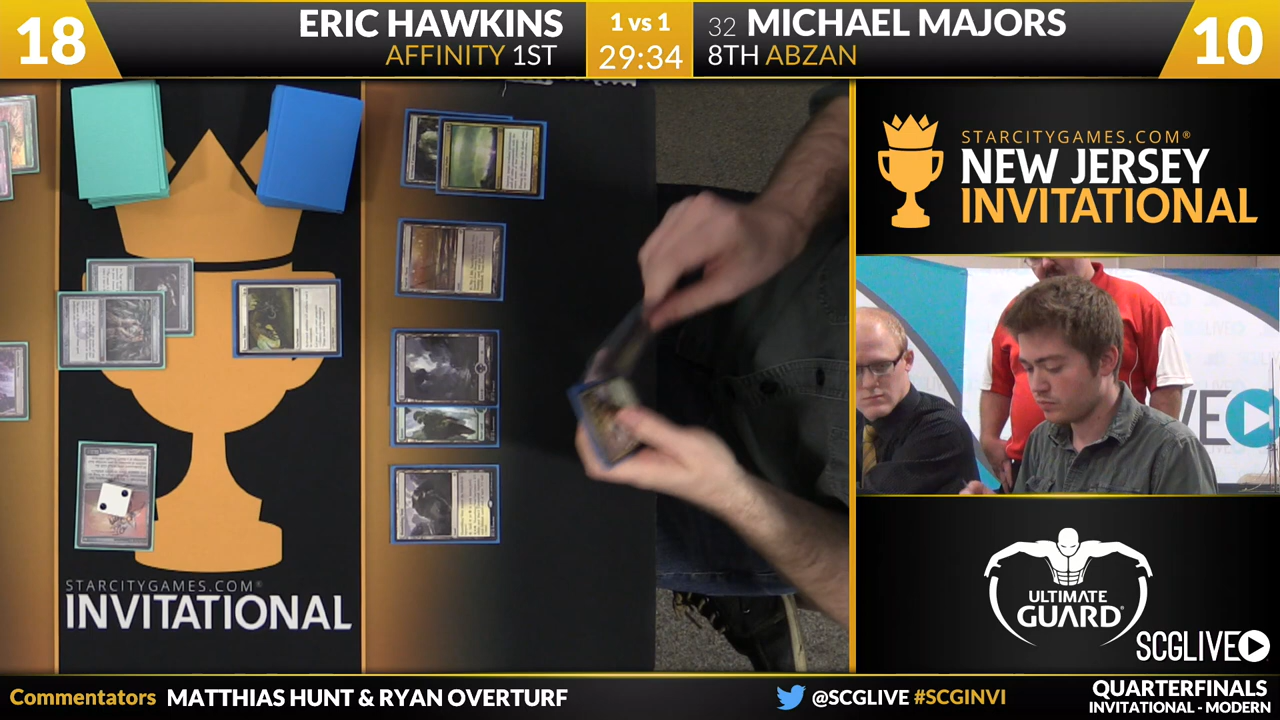 18
ERIC HAWKINS
AFFINITY 1ST
1 vs 1
29:34
32 MICHAEL MAJORS
8TH ABZAN
10
STARCITYGAMES.COM®
NEW JERSEY
INVITATIONAL
STARCITYGAMES.COM®
INVITATIONAL
VE
ULTIMATE
GUARD
SCGLIVE
Commentators MATTHIAS HUNT & RYAN OVERTURF
@SCGLIVE #SCGINVI
QUARTERFINALS
INVITATIONAL - MODERN